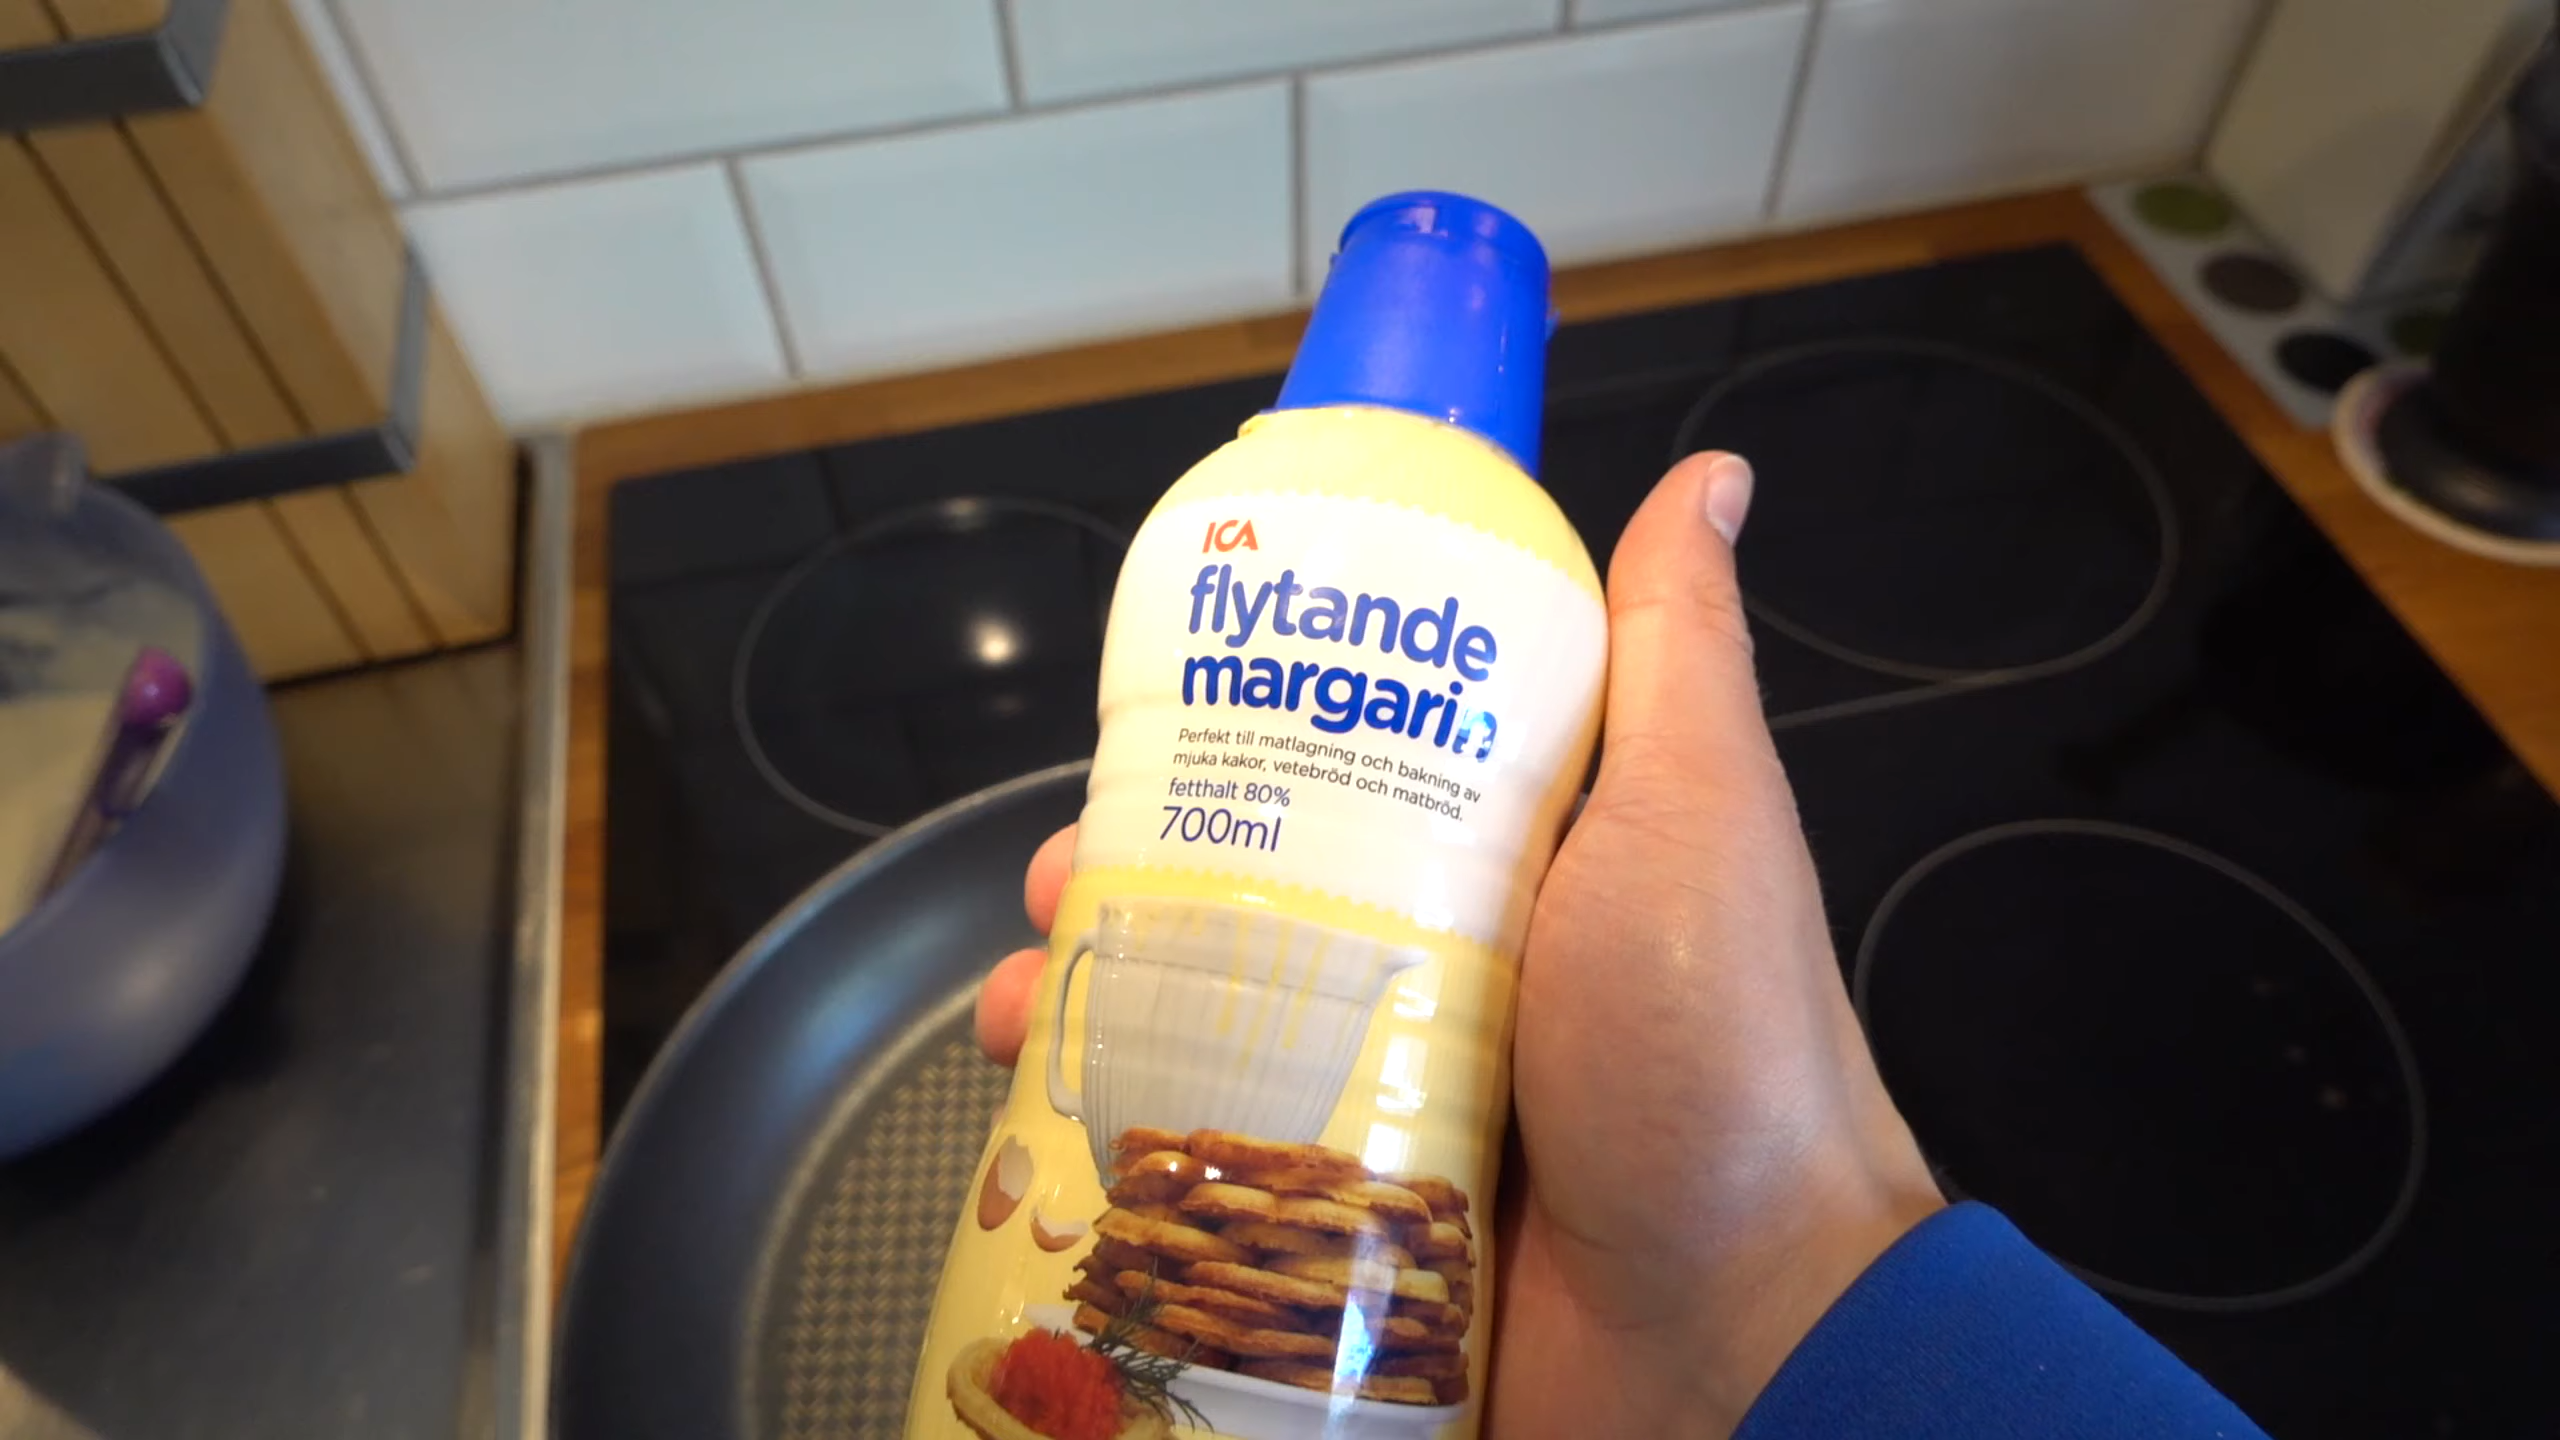 ICA
flytande
margarin
Perfekt till matlagning och bakning av
mjuka kakor, vetebröd och matbröd.
fetthalt 80%
700ml